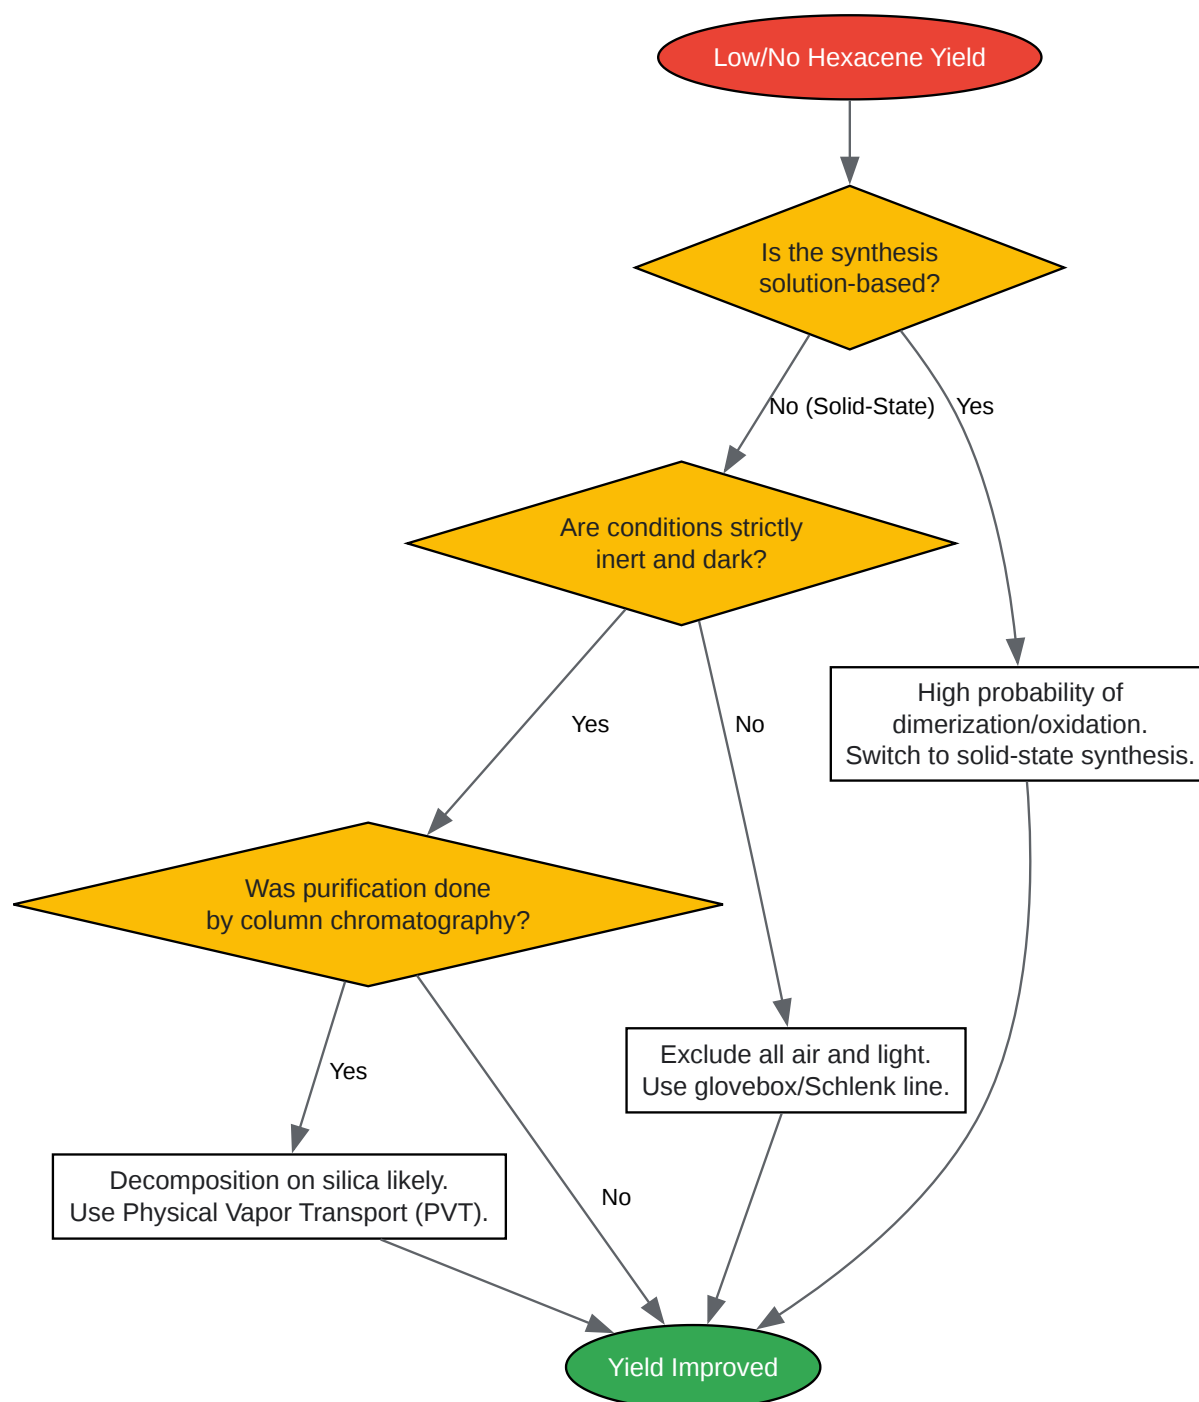 Low/No Hexacene Yield
Is the synthesis
solution-based?
No (Solid-State)
Yes
Are conditions strictly
inert and dark?
High probability of
dimerization/oxidation.
Switch to solid-state synthesis.
Yes
No
Was purification done
by column chromatography?
Exclude all air and light.
Use glovebox/Schlenk line.
Yes
Decomposition on silica likely.
Use Physical Vapor Transport (PVT).
No
Yield Improved